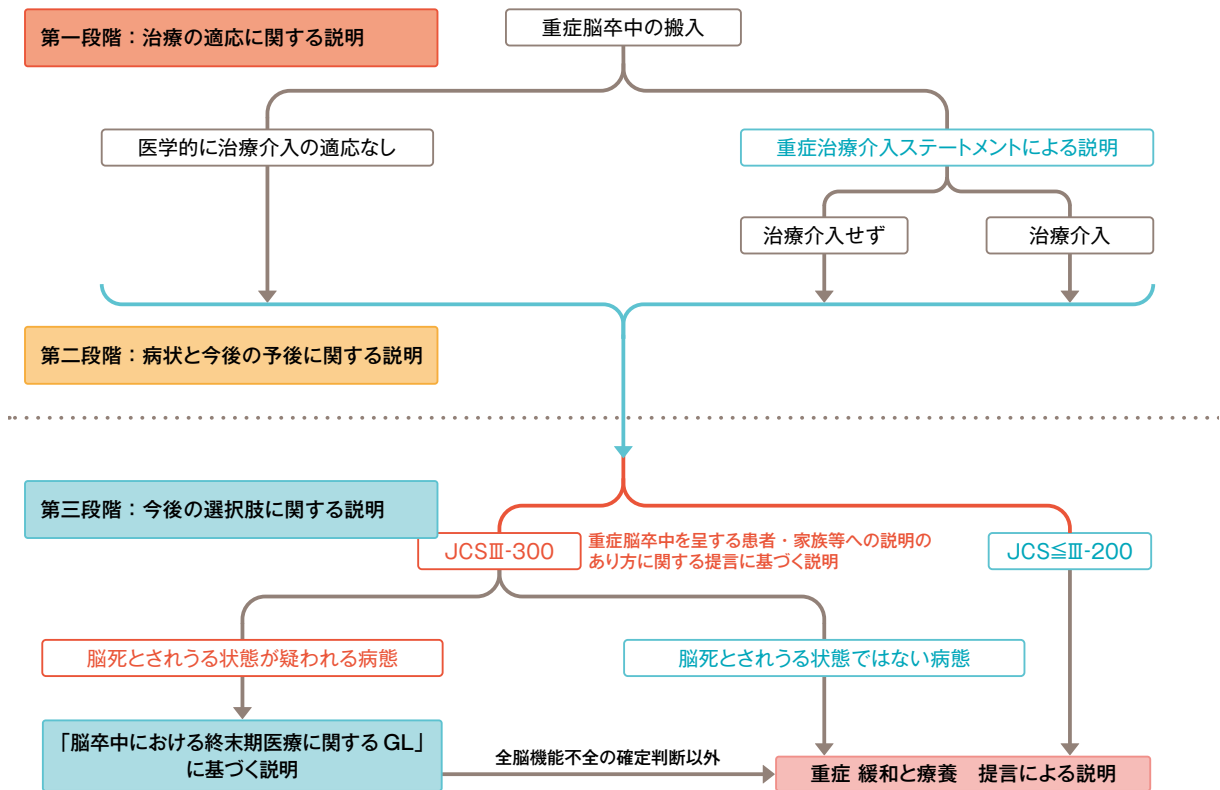 第一段階：治療の適応に関する説明
重症脳卒中の搬入
医学的に治療介入の適応なし
重症治療介入ステートメントによる説明
治療介入せず
治療介入
第二段階：病状と今後の予後に関する説明
第三段階：今後の選択肢に関する説明
JCSⅢ-300
重症脳卒中を呈する患者・家族等への説明の
あり方に関する提言に基づく説明
JCS≦Ⅲ-200
脳死とされうる状態が疑われる病態
脳死とされうる状態ではない病態
「脳卒中における終末期医療に関する GL」
に基づく説明
全脳機能不全の確定判断以外
重症 緩和と療養　提言による説明